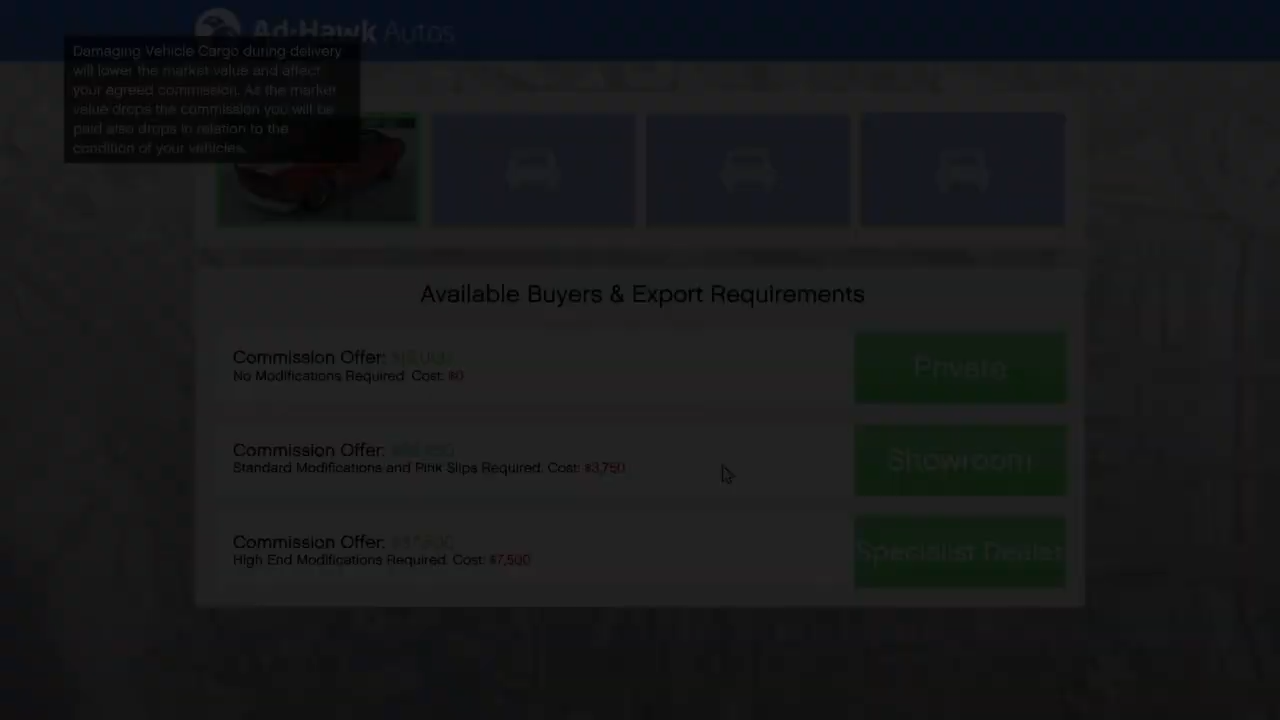 Ad-Hawk Autos
Damaging Vehicle Cargo during delivery
will lower the market value and affect
your agreed commission. As the market
value drops the commission you will be
paid also drops in relation to the
condition of your vehicles.
Available Buyers & Export Requirements
Commission Offer:
No Modifications Required. Cost: $0
Private
Commission Offer:
Standard Modifications and Pink Slips Required. Cost: $3,750
Showroom
Commission Offer:
High End Modifications Required. Cost: $7,500
Specialist Dealer